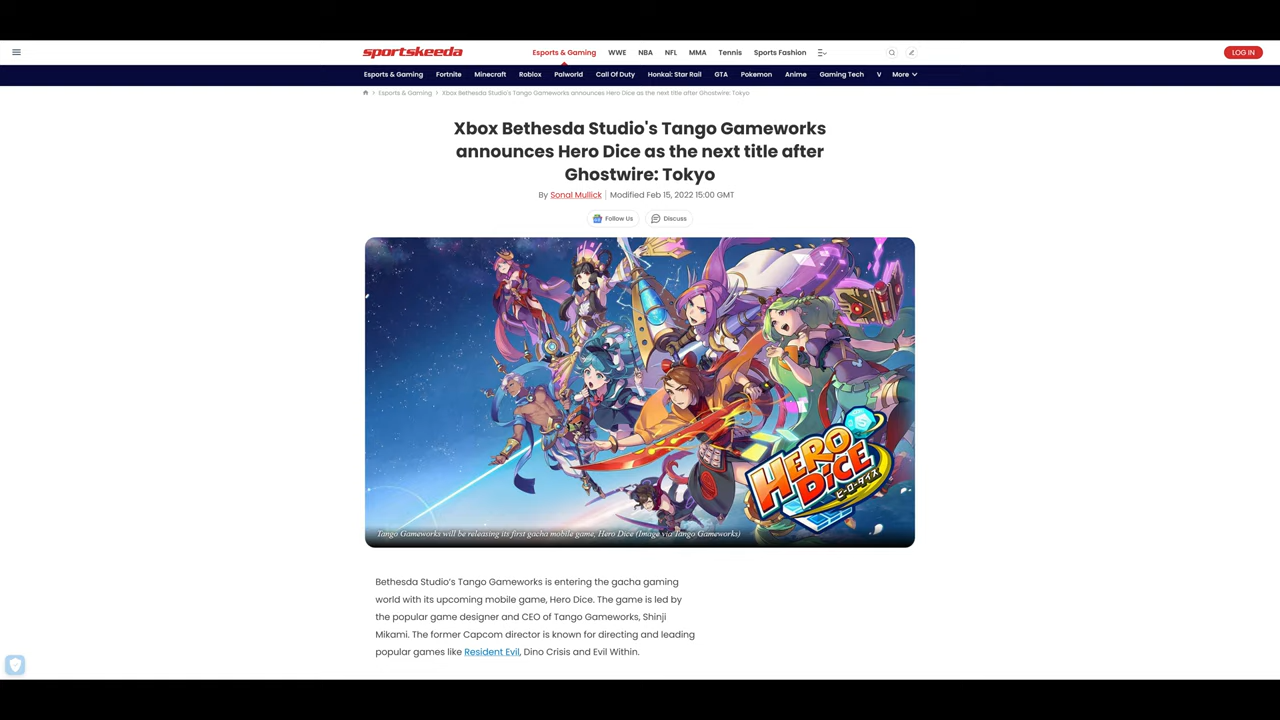 sportskeeda
Esports & Gaming WWE NBA NFL MMA Tennis Sports Fashion
LOG IN
Esports & Gaming Fortnite Minecraft Roblox Palworld Call Of Duty Honkai: Star Rail GTA Pokemon Anime Gaming Tech V More
Esports & Gaming > Xbox Bethesda Studio's Tango Gameworks announces Hero Dice as the next title after Ghostwire: Tokyo
Xbox Bethesda Studio's Tango Gameworks
announces Hero Dice as the next title after
Ghostwire: Tokyo
By Sonal Mullick | Modified Feb 15, 2022 15:00 GMT
Follow Us Discuss
HERO
DICE
ヒーローダイス
Tango Gameworks will be releasing its first gacha mobile game, Hero Dice (Image via Tango Gameworks)
Bethesda Studio's Tango Gameworks is entering the gacha gaming
world with its upcoming mobile game, Hero Dice. The game is led by
the popular game designer and CEO of Tango Gameworks, Shinji
Mikami. The former Capcom director is known for directing and leading
popular games like Resident Evil, Dino Crisis and Evil Within.